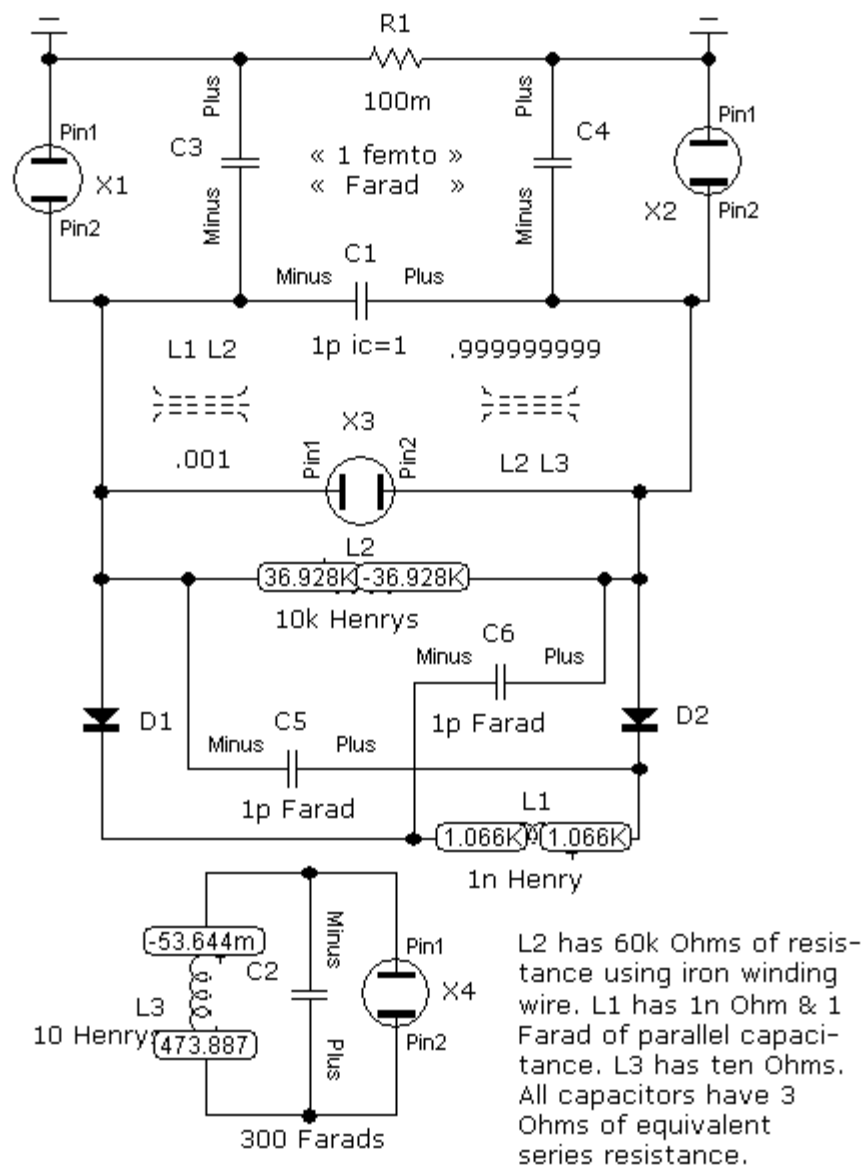 R1
100m
Plus
Plus
Pin1
C3
« 1 femto »
« Farad »
C4
Pin1
X1
X2
Minus
Minus
Pin2
Pin2
C1
Minus
Plus
1p ic=1
L1 L2
.999999999
X3
Pin1
Pin2
.001
L2 L3
L2
36.928K
-36.928K
10k Henrys
C6
Minus
Plus
D1
C5
1p Farad
D2
Minus
Plus
1p Farad
L1
1.066K
1.066K
1n Henry
-53.644m
C2
Minus
Pin1
X4
L3
10 Henrys
473.887
Plus
Pin2
300 Farads
L2 has 60k Ohms of resis-
tance using iron winding
wire. L1 has 1n Ohm & 1
Farad of parallel capaci-
tance. L3 has ten Ohms.
All capacitors have 3
Ohms of equivalent
series resistance.